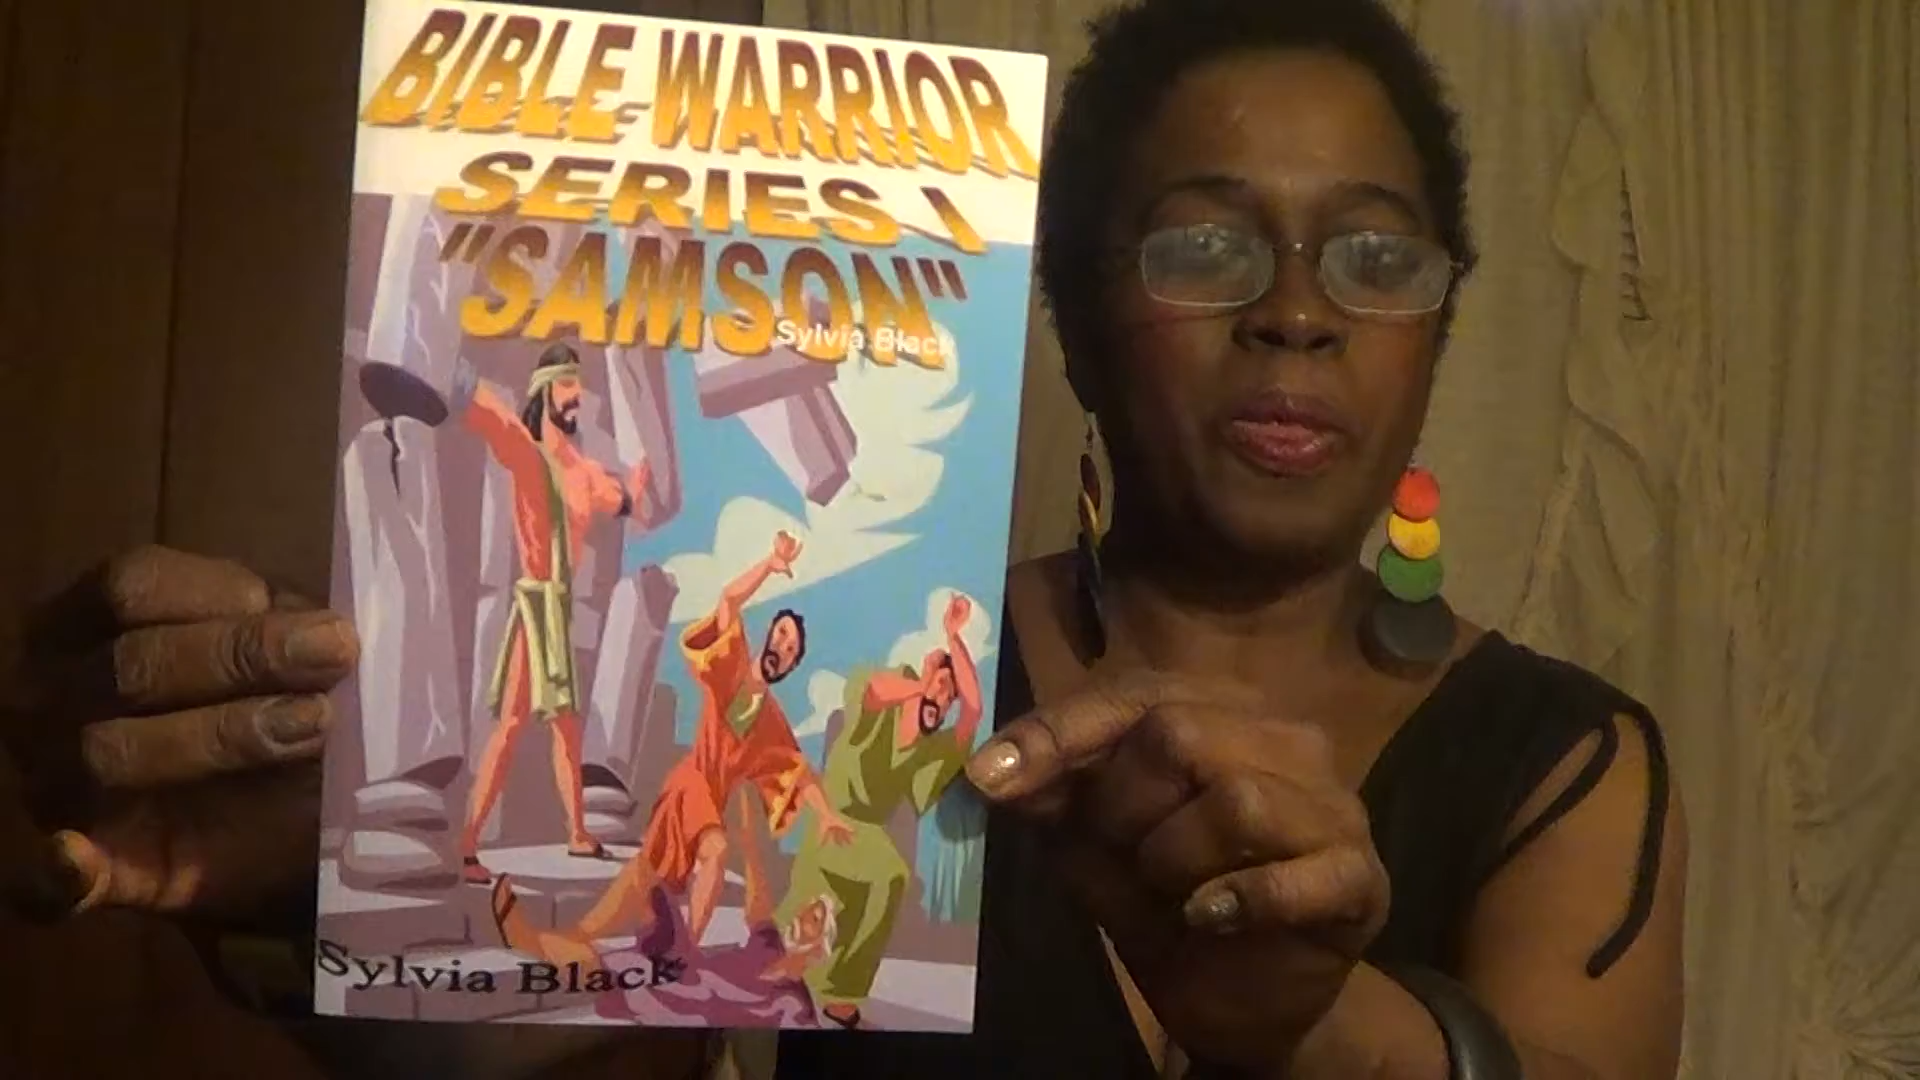 BIBLE WARRIOR
SERIES I
"SAMSON"
Sylvia Black
Sylvia Black